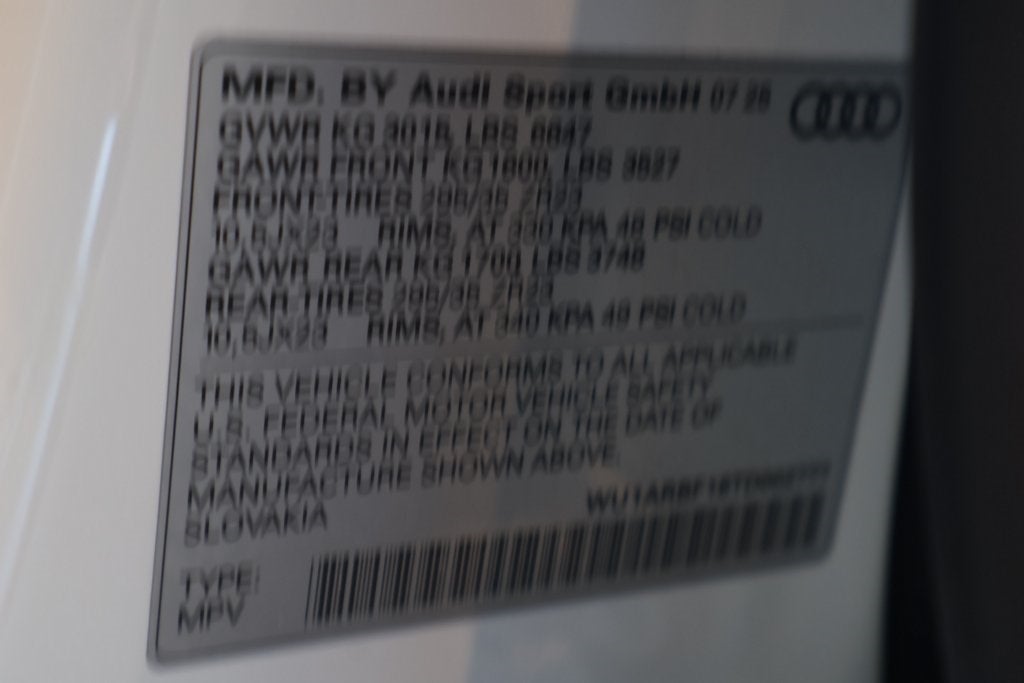 MFD. BY Audi Sport GmbH 07 25
GVWR KG 3015, LBS 6647
GAWR FRONT KG 1600, LBS 3527
FRONT TIRES 295/35 ZR23
10,5JX23 RIMS, AT 330 KPA 48 PSI COLD
GAWR REAR KG 1700, LBS 3748
REAR TIRES 295/35 ZR23
10,5JX23 RIMS, AT 340 KPA 49 PSI COLD
THIS VEHICLE CONFORMS TO ALL APPLICABLE
U.S. FEDERAL MOTOR VEHICLE SAFETY
STANDARDS IN EFFECT ON THE DATE OF
MANUFACTURE SHOWN ABOVE.
SLOVAKIA
TYPE:
MPV